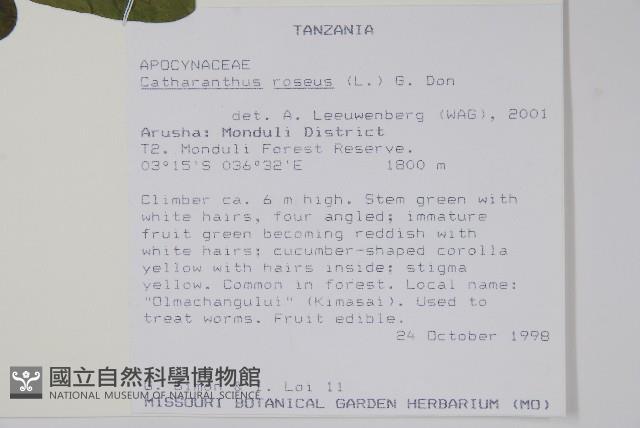 TANZANIA
APOCYNACEAE
Catharanthus roseus (L.) G. Don
det. A. Leeuwenberg (WAG), 2001
Arusha: Monduli District
T2. Monduli Forest Reserve.
03°15'S 036°32'E 1800 m
Climber ca. 6 m high. Stem green with
white hairs, four angled; immature
fruit green becoming reddish with
white hairs; cucumber-shaped corolla
yellow with hairs inside; stigma
yellow. Common in forest. Local name:
"Olmachangului" (Kimasai). Used to
treat worms. Fruit edible.
24 October 1998
Simon & Loi 11
國立自然科學博物館
NATIONAL MUSEUM OF NATURAL SCIENCE
MISSOURI BOTANICAL GARDEN HERBARIUM (MO)